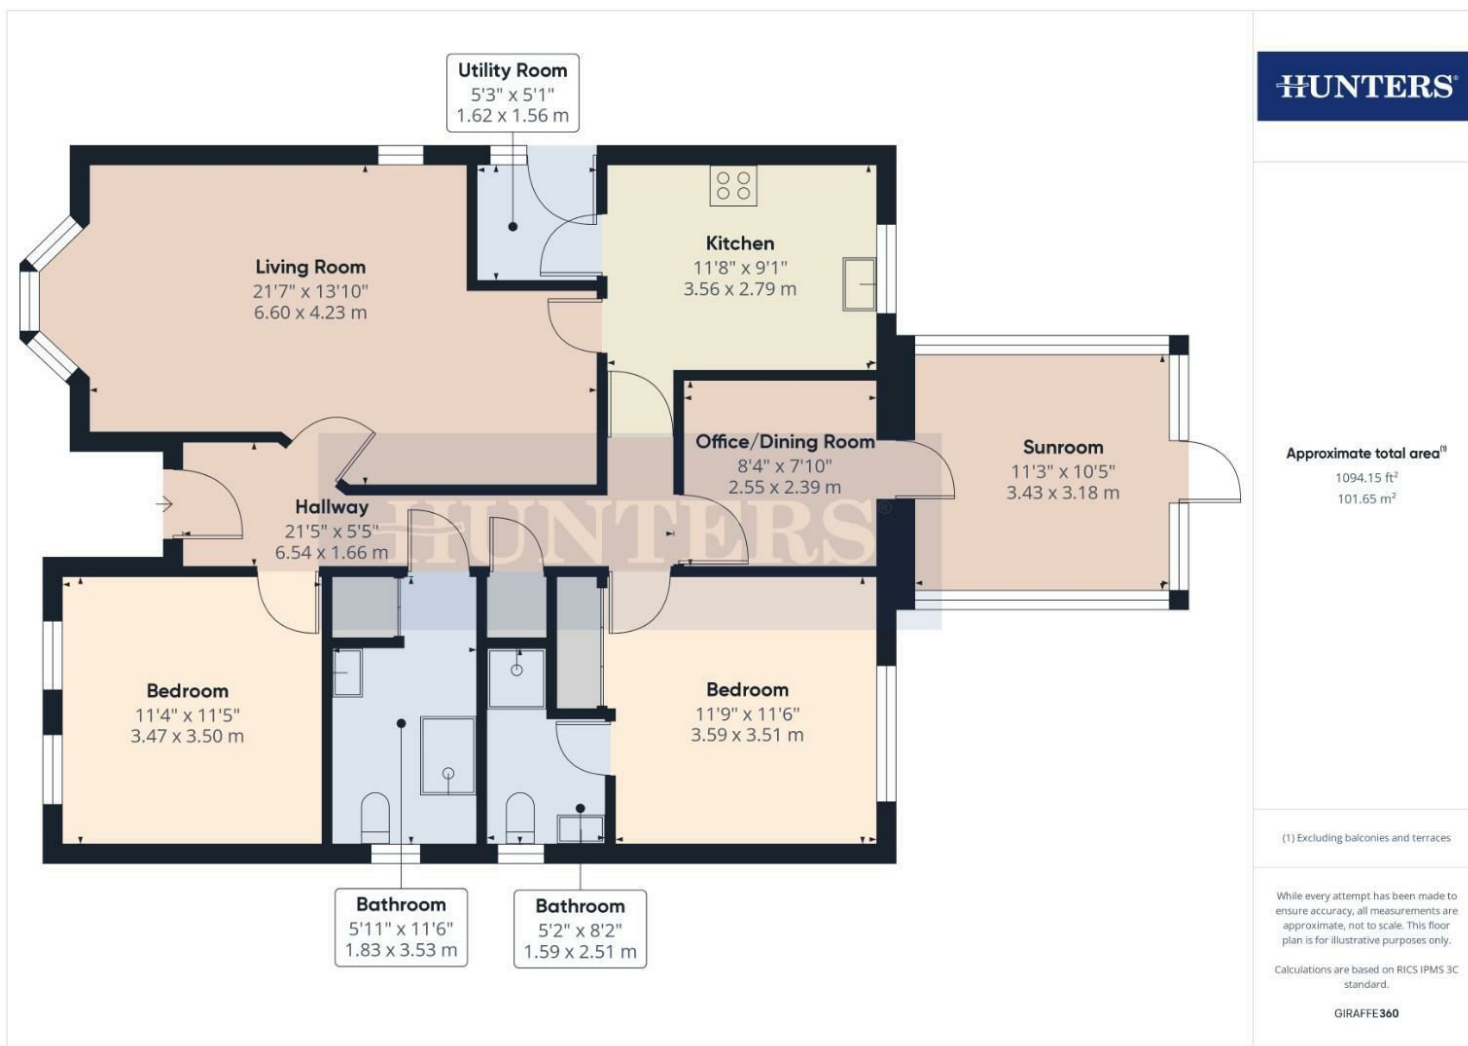 Utility Room
5'3" x 5'1"
1.62 x 1.56 m
HUNTERS®
Living Room
21'7" x 13'10"
6.60 x 4.23 m
Kitchen
11'8" x 9'1"
3.56 x 2.79 m
Office/Dining Room
8'4" x 7'10"
2.55 x 2.39 m
Sunroom
11'3" x 10'5"
3.43 x 3.18 m
Approximate total area⁽¹⁾
1094.15 ft²
101.65 m²
Hallway
21'5" x 5'5"
6.54 x 1.66 m
HUNTERS®
Bedroom
11'4" x 11'5"
3.47 x 3.50 m
Bedroom
11'9" x 11'6"
3.59 x 3.51 m
Bathroom
5'11" x 11'6"
1.83 x 3.53 m
Bathroom
5'2" x 8'2"
1.59 x 2.51 m
(1) Excluding balconies and terraces
While every attempt has been made to
ensure accuracy, all measurements are
approximate, not to scale. This floor
plan is for illustrative purposes only.
Calculations are based on RICS IPMS 3C
standard.
GIRAFFE360